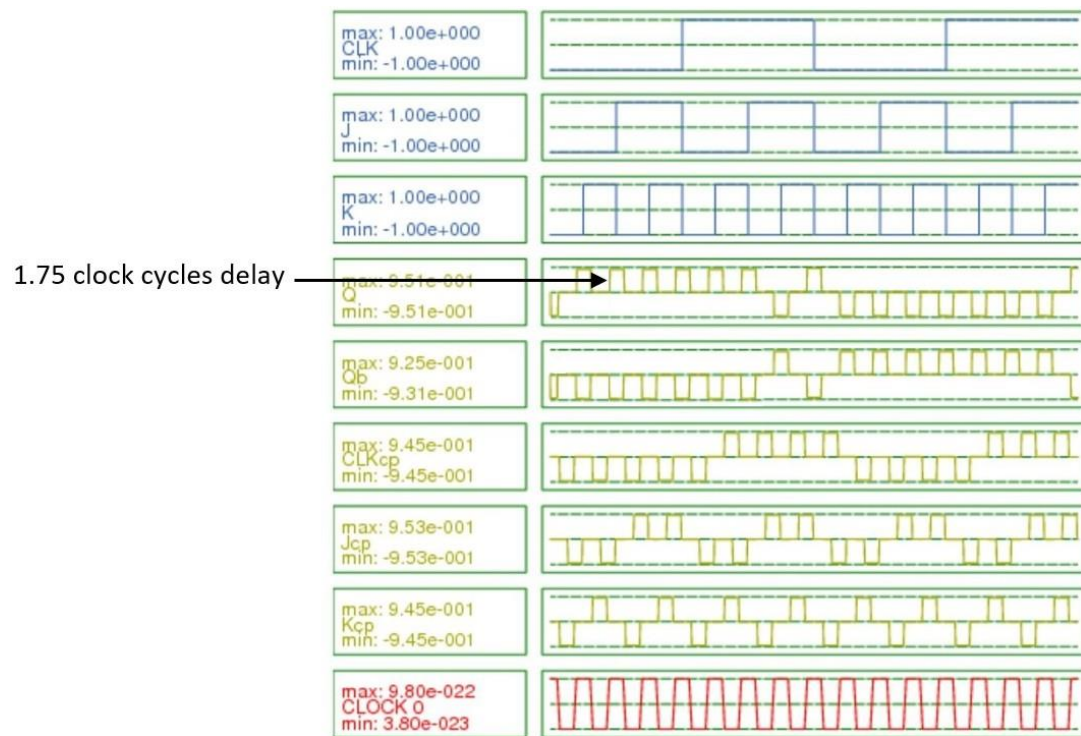 max: 1.00e+000
CLK
min: -1.00e+000
max: 1.00e+000
J
min: -1.00e+000
max: 1.00e+000
K
min: -1.00e+000
1.75 clock cycles delay
max: 9.51e-001
Q
min: -9.51e-001
max: 9.25e-001
Qb
min: -9.31e-001
max: 9.45e-001
CLKcp
min: -9.45e-001
max: 9.53e-001
Jcp
min: -9.53e-001
max: 9.45e-001
Kcp
min: -9.45e-001
max: 9.80e-022
CLOCK 0
min: 3.80e-023